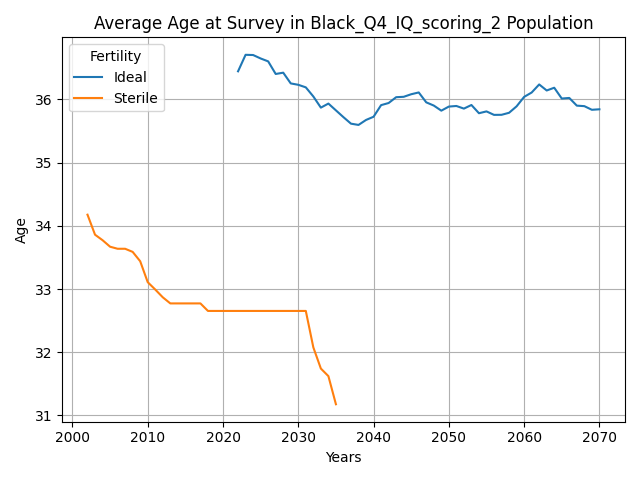 Average Age at Survey in Black_Q4_IQ_scoring_2 Population
Fertility
Ideal
Sterile
36
35
34
33
32
31
Age
2000 2010 2020 2030 2040 2050 2060 2070
Years